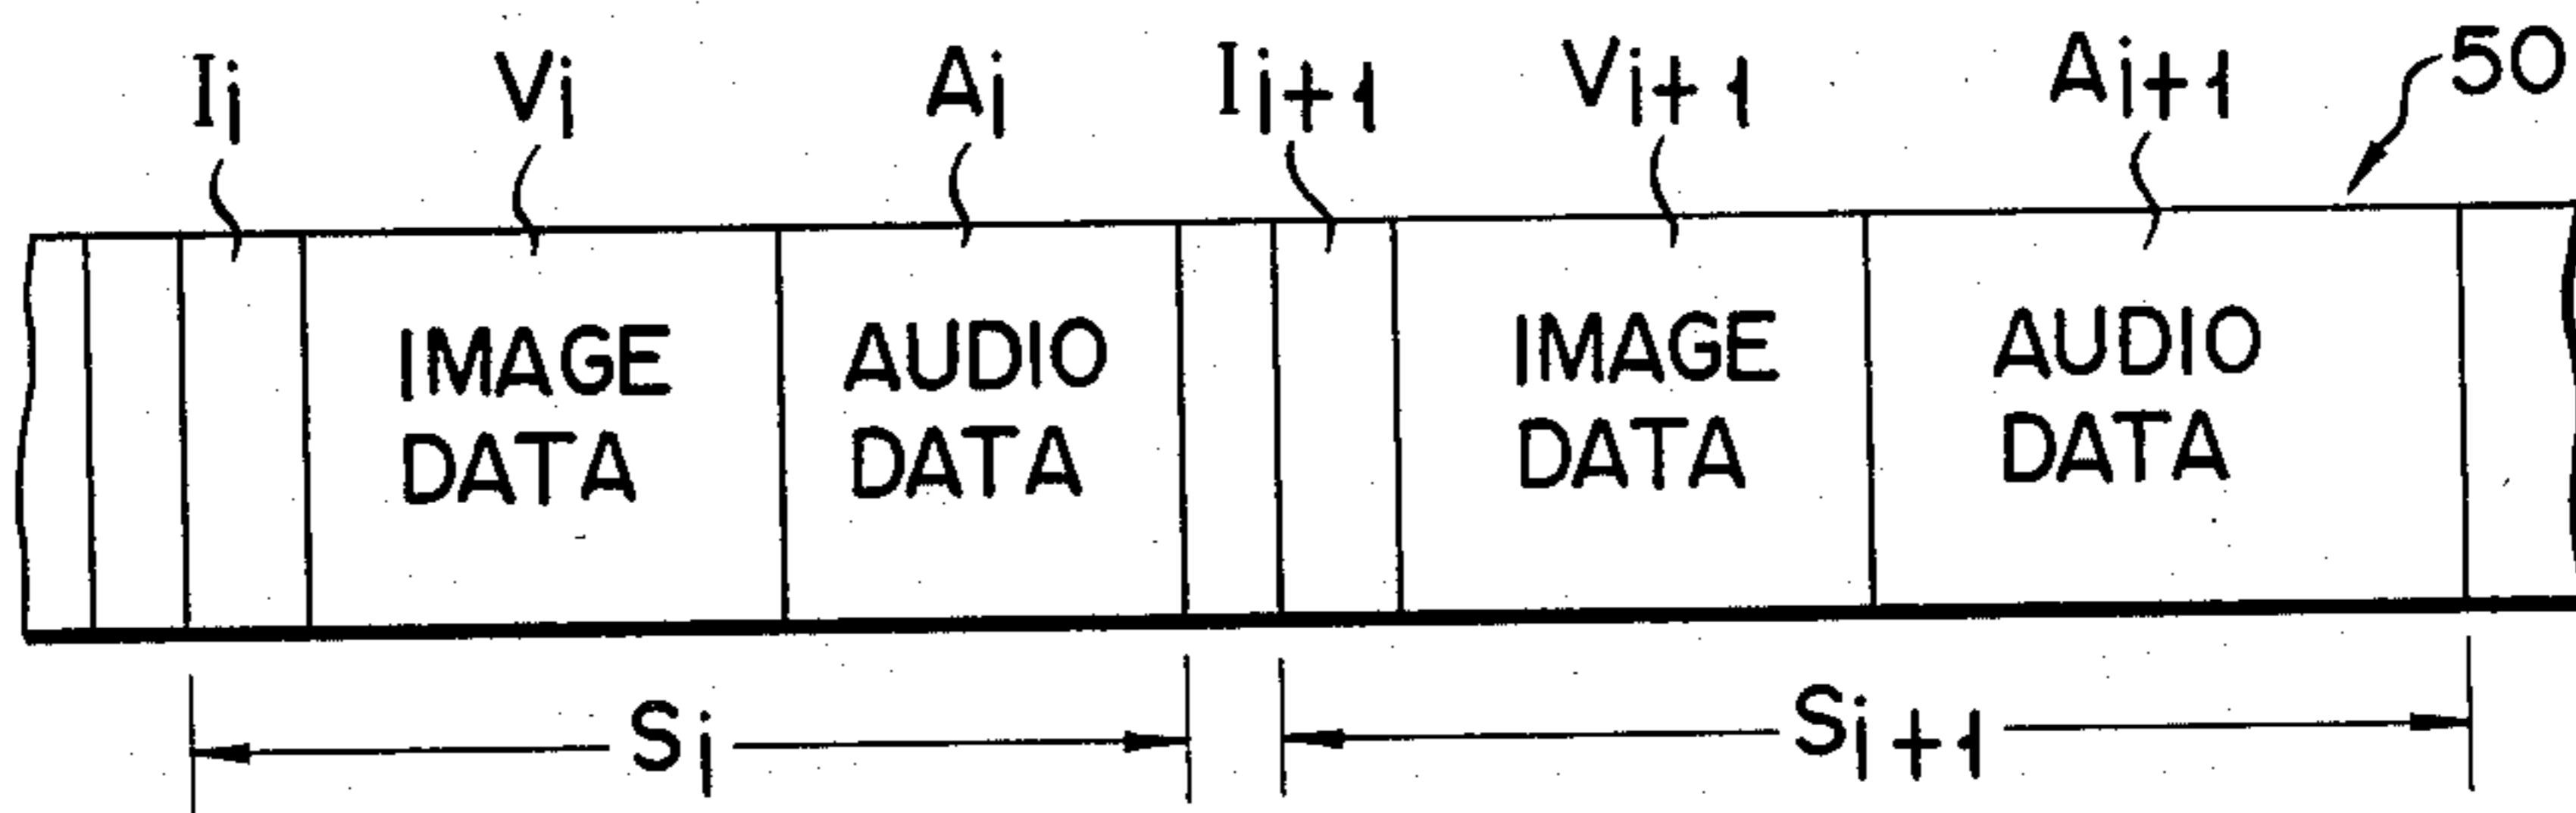 Ii Vi Ai Ii+1 Vi+1 Ai+1 50
IMAGE DATA AUDIO DATA IMAGE DATA AUDIO DATA
Si Si+1